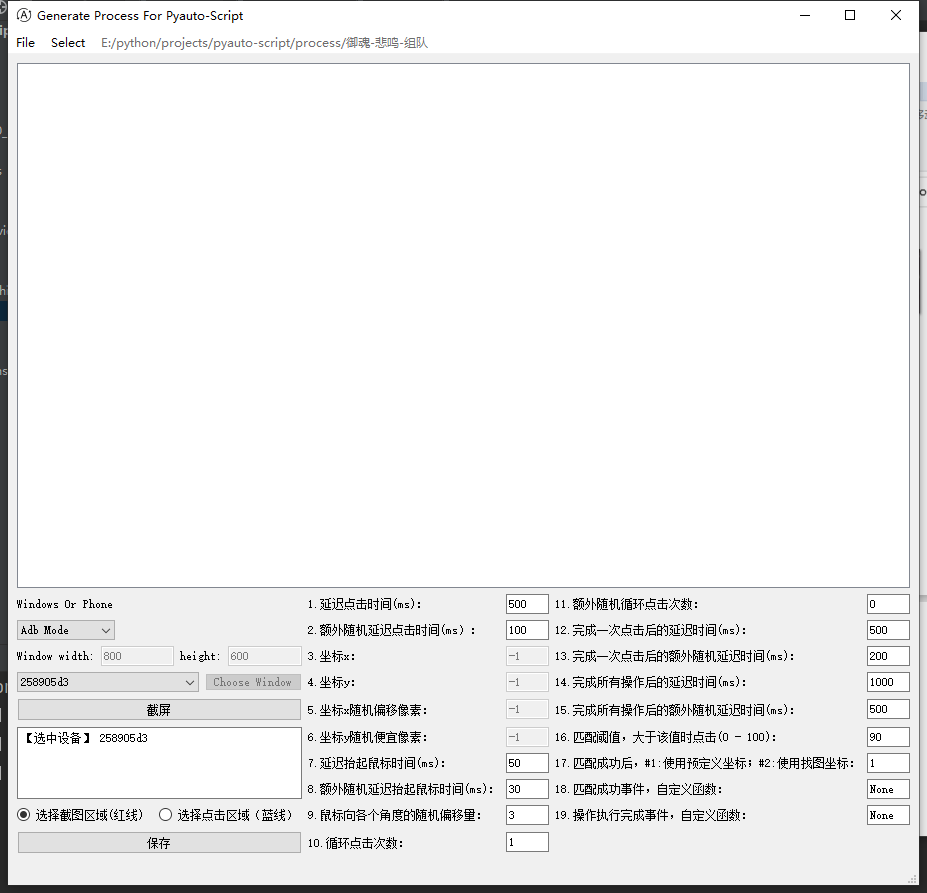 Generate Process For Pyauto-Script
File Select E:/python/projects/pyauto-script/process/御魂-悲鸣-组队
Windows Or Phone
Adb Mode
Window width: 800 height: 600
258905d3 Choose Window
截屏
【选中设备】 258905d3
选择截图区域(红线) 选择点击区域（蓝线）
保存
1.延迟点击时间(ms): 500
2.额外随机延迟点击时间(ms）: 100
3.坐标x: -1
4.坐标y: -1
5.坐标x随机偏移像素: -1
6.坐标y随机便宜像素: -1
7.延迟抬起鼠标时间(ms): 50
8.额外随机延迟抬起鼠标时间(ms): 30
9.鼠标向各个角度的随机偏移量: 3
10.循环点击次数: 1
11.额外随机循环点击次数: 0
12.完成一次点击后的延迟时间(ms): 500
13.完成一次点击后的额外随机延迟时间(ms): 200
14.完成所有操作后的延迟时间(ms): 1000
15.完成所有操作后的额外随机延迟时间(ms): 500
16.匹配阈值，大于该值时点击(0 - 100): 90
17.匹配成功后，#1:使用预定义坐标；#2:使用找图坐标: 1
18.匹配成功事件，自定义函数: None
19.操作执行完成事件，自定义函数: None